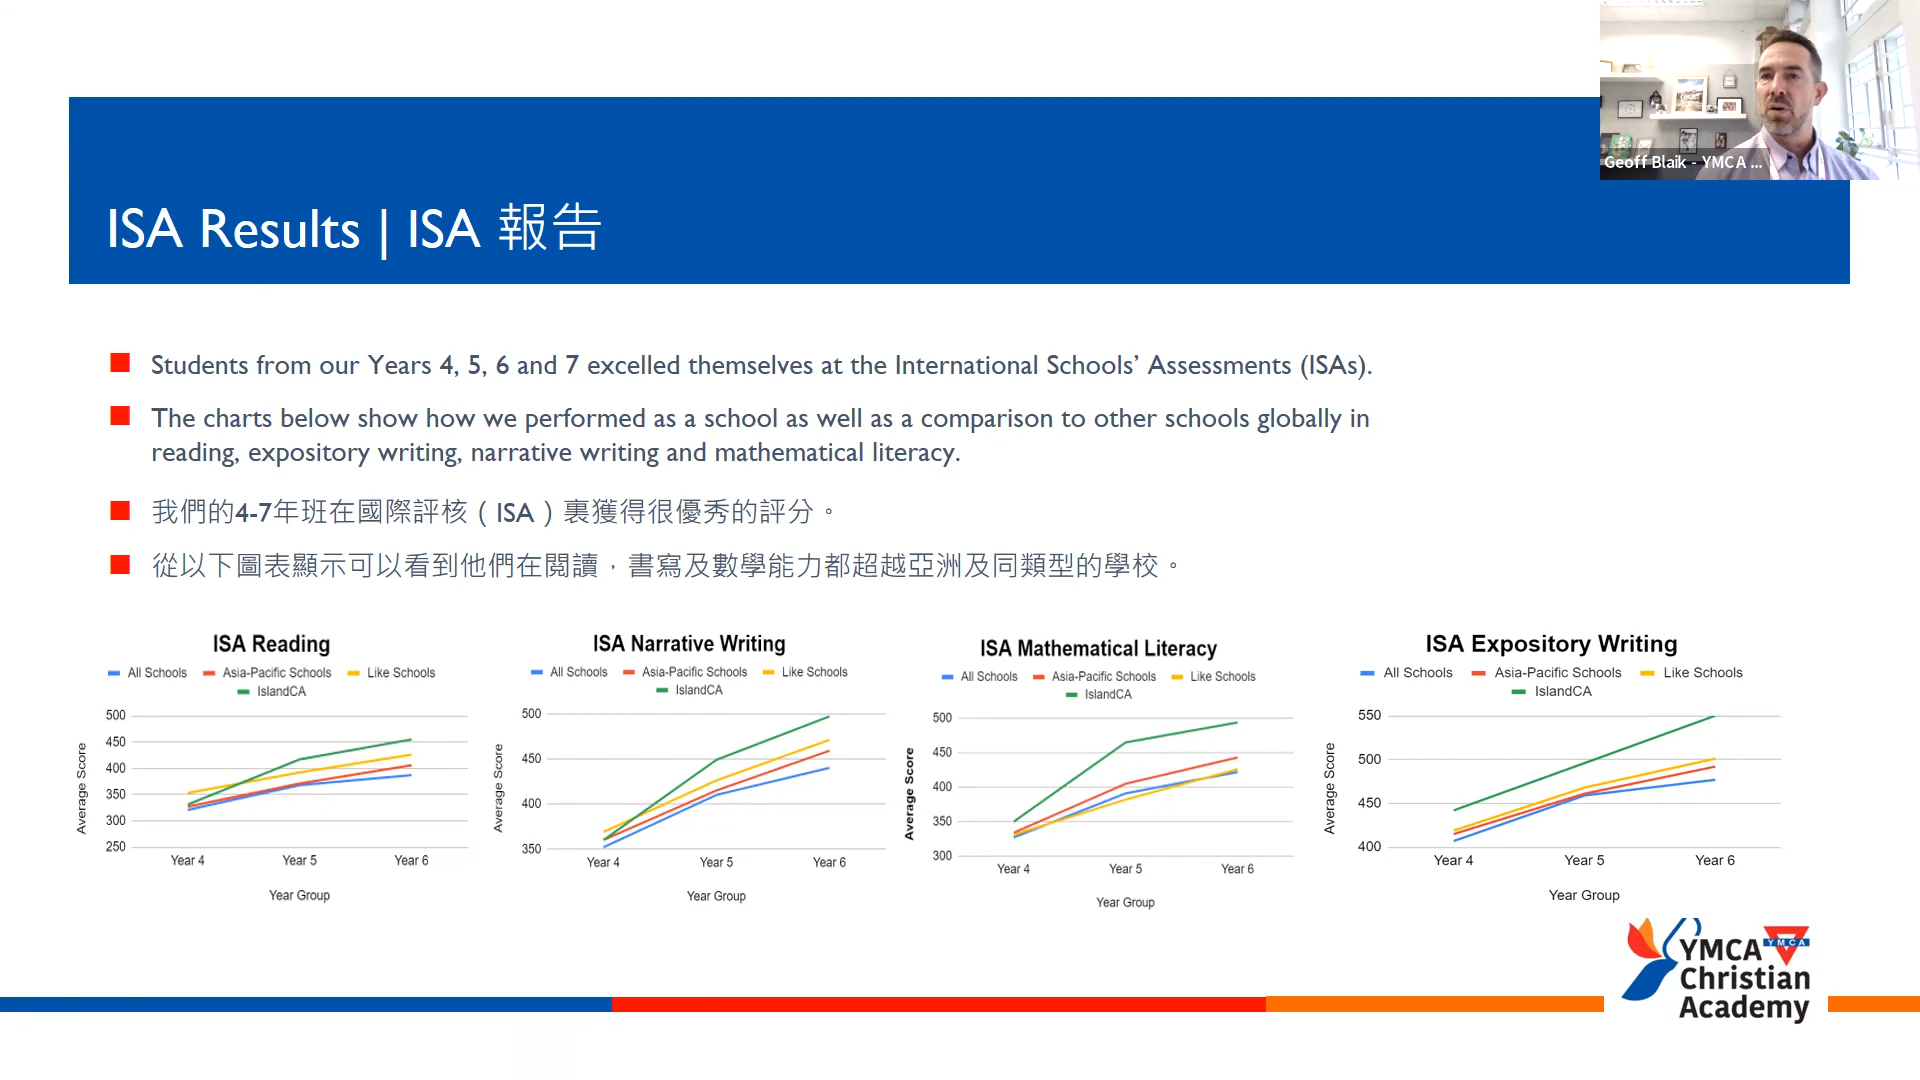 Geoff Blaik - YMCA ...
ISA Results | ISA 報告
Students from our Years 4, 5, 6 and 7 excelled themselves at the International Schools’ Assessments (ISAs).
The charts below show how we performed as a school as well as a comparison to other schools globally in
reading, expository writing, narrative writing and mathematical literacy.
我們的4-7年班在國際評核（ISA）裏獲得很優秀的評分。
從以下圖表顯示可以看到他們在閱讀，書寫及數學能力都超越亞洲及同類型的學校。
ISA Reading
All Schools Asia-Pacific Schools Like Schools
IslandCA
Average Score
500
450
400
350
300
250
Year 4 Year 5 Year 6
Year Group
ISA Narrative Writing
All Schools Asia-Pacific Schools Like Schools
IslandCA
Average Score
500
450
400
350
Year 4 Year 5 Year 6
Year Group
ISA Mathematical Literacy
All Schools Asia-Pacific Schools Like Schools
IslandCA
Average Score
500
450
400
350
300
Year 4 Year 5 Year 6
Year Group
ISA Expository Writing
All Schools Asia-Pacific Schools Like Schools
IslandCA
Average Score
550
500
450
400
Year 4 Year 5 Year 6
Year Group
YMCA
YMCA
Christian
Academy